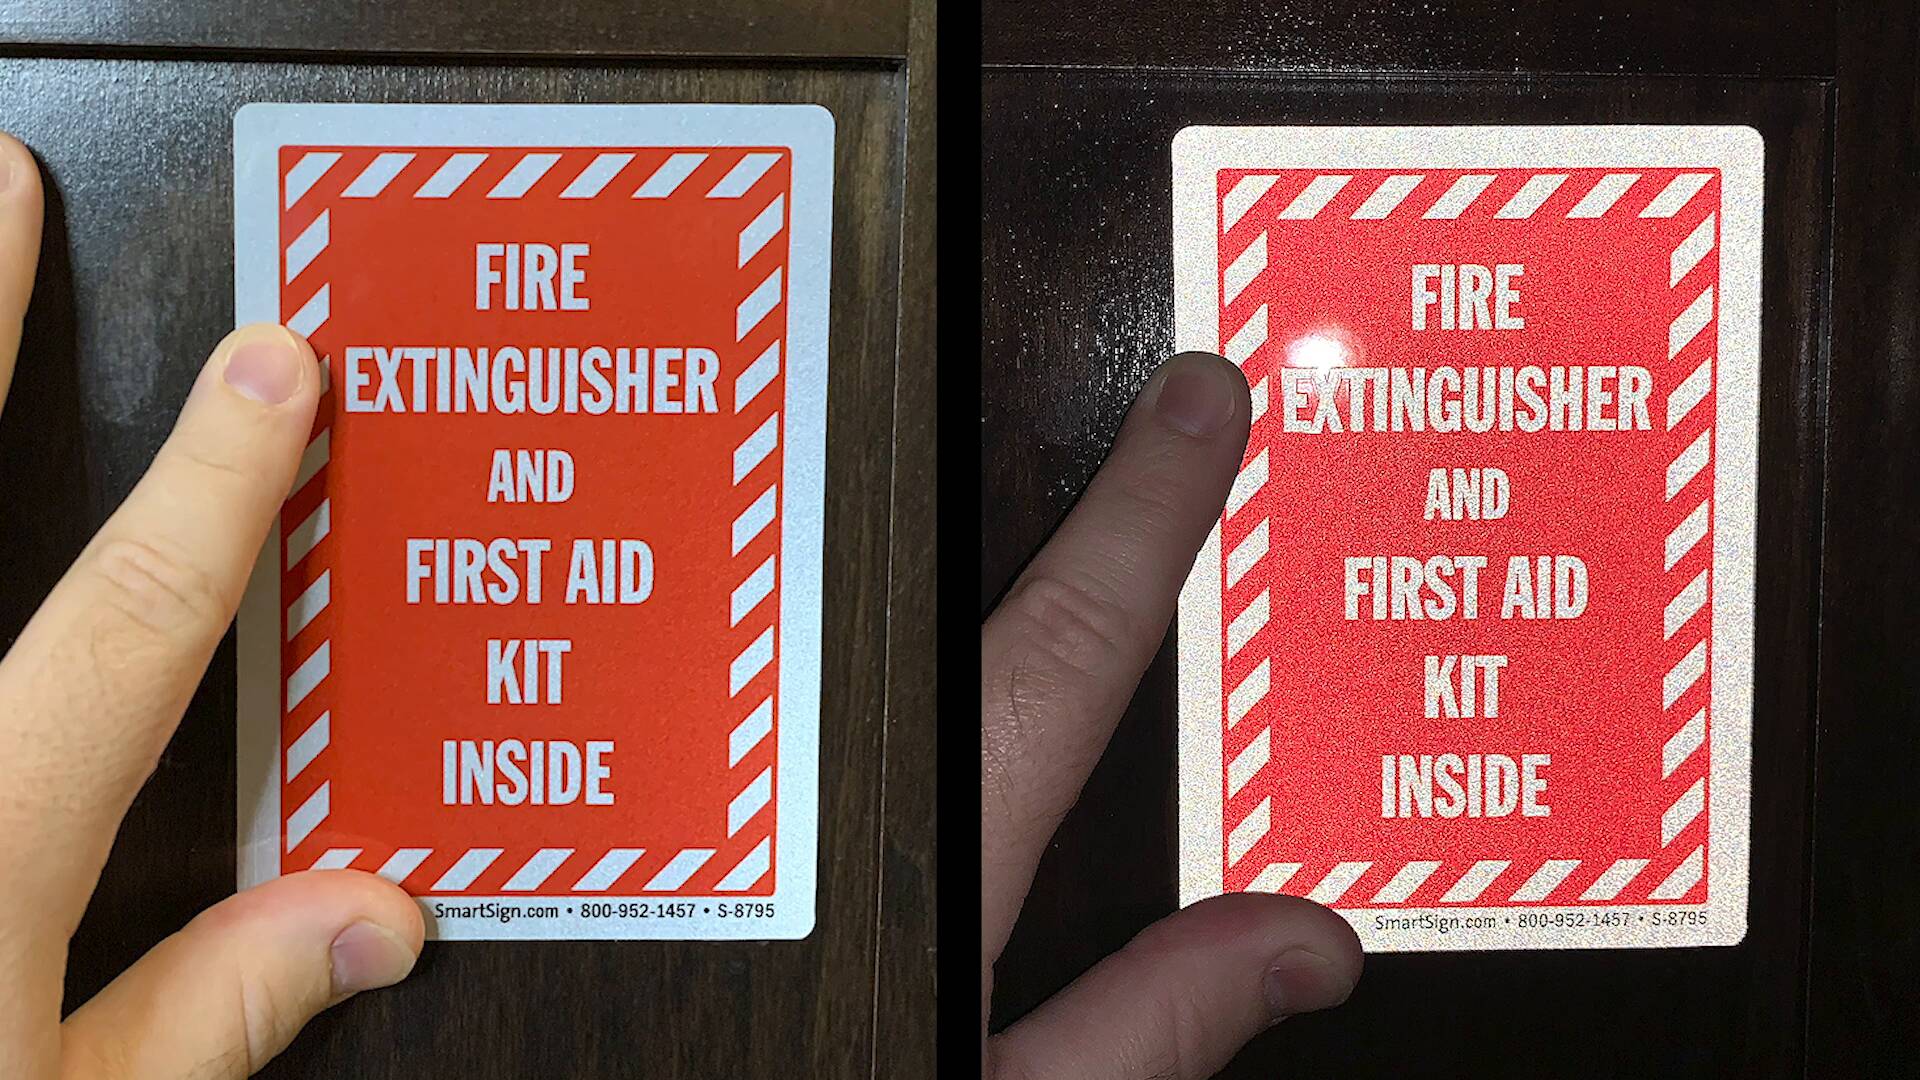 FIRE
EXTINGUISHER
AND
FIRST AID
KIT
INSIDE
SmartSign.com • 800-952-1457 • S-8795
FIRE
EXTINGUISHER
AND
FIRST AID
KIT
INSIDE
SmartSign.com • 800-952-1457 • S-8795